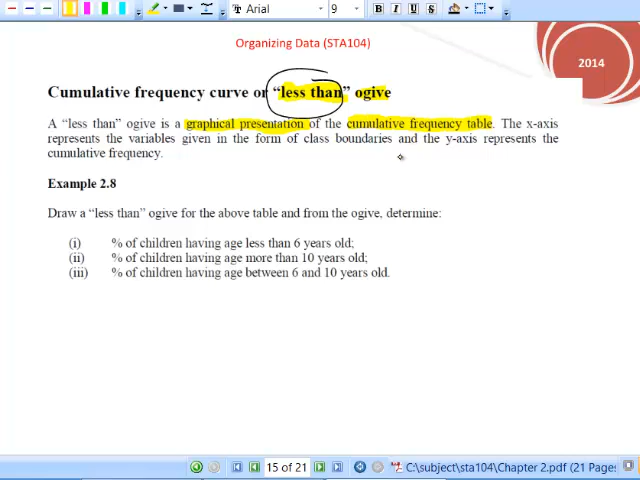 Arial 9 B I U S
Organizing Data (STA104)
2014
Cumulative frequency curve or “less than” ogive
A “less than” ogive is a graphical presentation of the cumulative frequency table. The x-axis
represents the variables given in the form of class boundaries and the y-axis represents the
cumulative frequency.
Example 2.8
Draw a “less than” ogive for the above table and from the ogive, determine:
(i) % of children having age less than 6 years old;
(ii) % of children having age more than 10 years old;
(iii) % of children having age between 6 and 10 years old.
15 of 21 C:\subject\sta104\Chapter 2.pdf (21 Pages